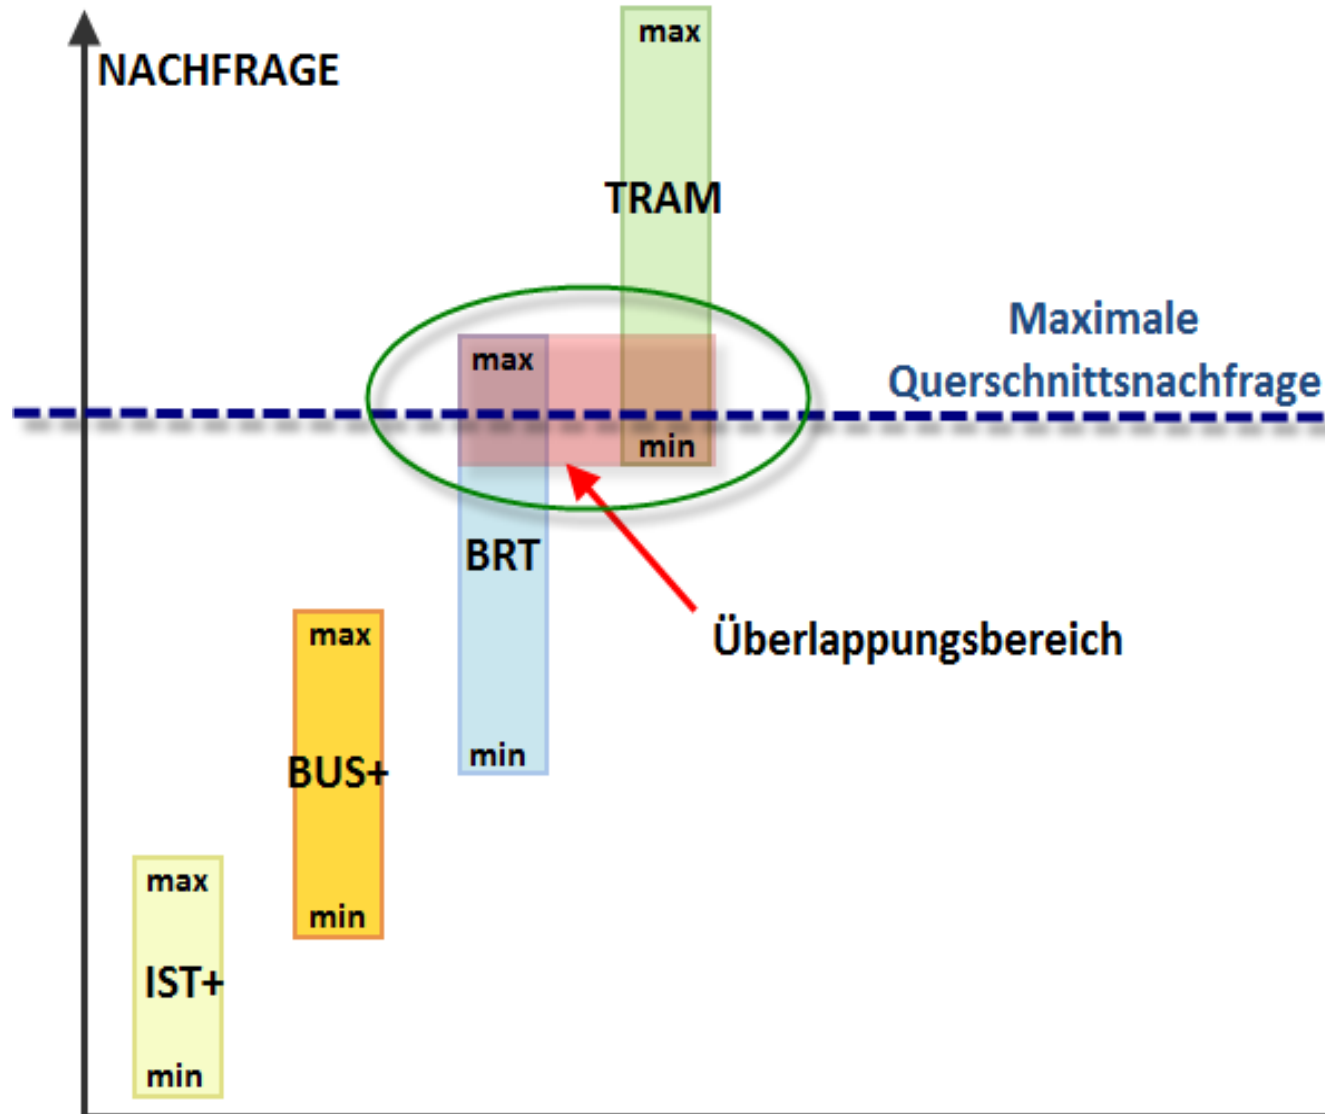 max
NACHFRAGE
TRAM
Maximale
Querschnittsnachfrage
max
min
BRT
Überlappungsbereich
max
min
BUS+
max
min
IST+
min